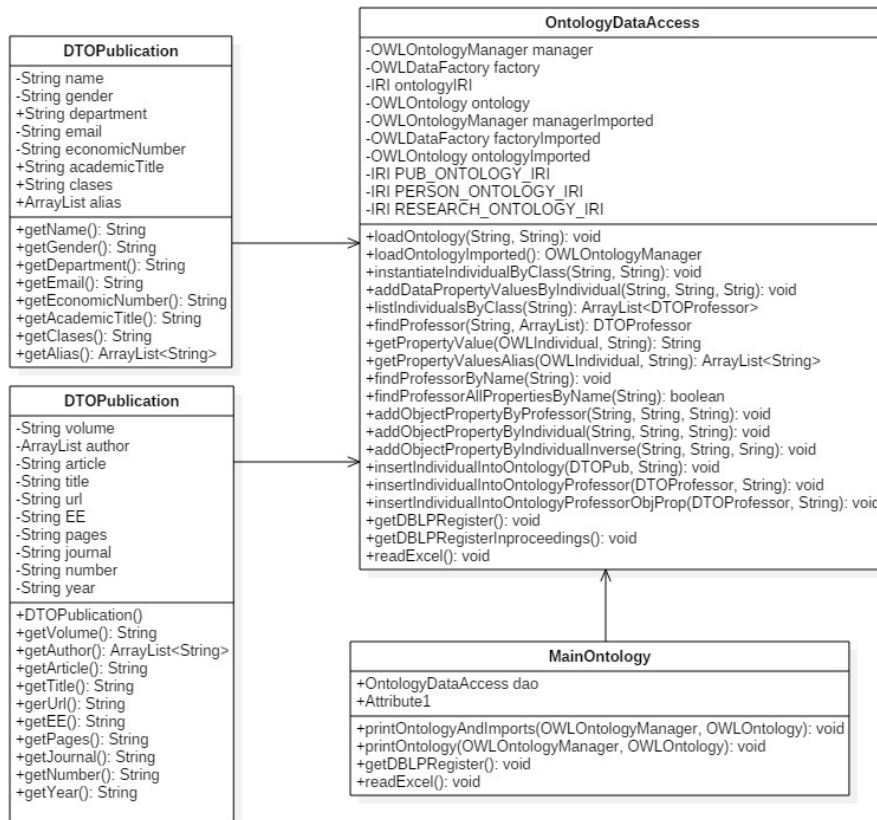 DTOPublication
-String name
-String gender
+String department
-String email
-String economicNumber
+String academicTitle
+String clases
+ArrayList alias
+getName(): String
+getGender(): String
+getDepartment(): String
+getEmail(): String
+getEconomicNumber(): String
+getAcademicTitle(): String
+getClases(): String
+getAlias(): ArrayList<String>
DTOPublication
-String volume
-ArrayList author
-String article
-String title
-String url
-String EE
-String pages
-String journal
-String number
-String year
+DTOPublication()
+getVolume(): String
+getAuthor(): ArrayList<String>
+getArticle(): String
+getTitle(): String
+gerUrl(): String
+getEE(): String
+getPages(): String
+getJournal(): String
+getNumber(): String
+getYear(): String
OntologyDataAccess
-OWLOntologyManager manager
-OWLDataFactory factory
-IRI ontologyIRI
-OWLOntology ontology
-OWLOntologyManager managerImported
-OWLDataFactory factoryImported
-OWLOntology ontologyImported
-IRI PUB_ONTOLOGY_IRI
-IRI PERSON_ONTOLOGY_IRI
-IRI RESEARCH_ONTOLOGY_IRI
+loadOntology(String, String): void
+loadOntologyImported(): OWLOntologyManager
+instantiateIndividualByClass(String, String): void
+addDataPropertyValuesByIndividual(String, String, Strig): void
+listIndividualsByClass(String): ArrayList<DTOProfessor>
+findProfessor(String, ArrayList): DTOProfessor
+getPropertyValue(OWLIndividual, String): String
+getPropertyValuesAlias(OWLIndividual, String): ArrayList<String>
+findProfessorByName(String): void
+findProfessorAllPropertiesByName(String): boolean
+addObjectPropertyByProfessor(String, String, String): void
+addObjectPropertyByIndividual(String, String, String): void
+addObjectPropertyByIndividualInverse(String, String, Sring): void
+insertIndividualIntoOntology(DTOPub, String): void
+insertIndividualIntoOntologyProfessor(DTOProfessor, String): void
+insertIndividualIntoOntologyProfessorObjProp(DTOProfessor, String): void
+getDBLPRegister(): void
+getDBLPRegisterInproceedings(): void
+readExcel(): void
MainOntology
+OntologyDataAccess dao
+Attribute1
+printOntologyAndImports(OWLOntologyManager, OWLOntology): void
+printOntology(OWLOntologyManager, OWLOntology): void
+getDBLPRegister(): void
+readExcel(): void